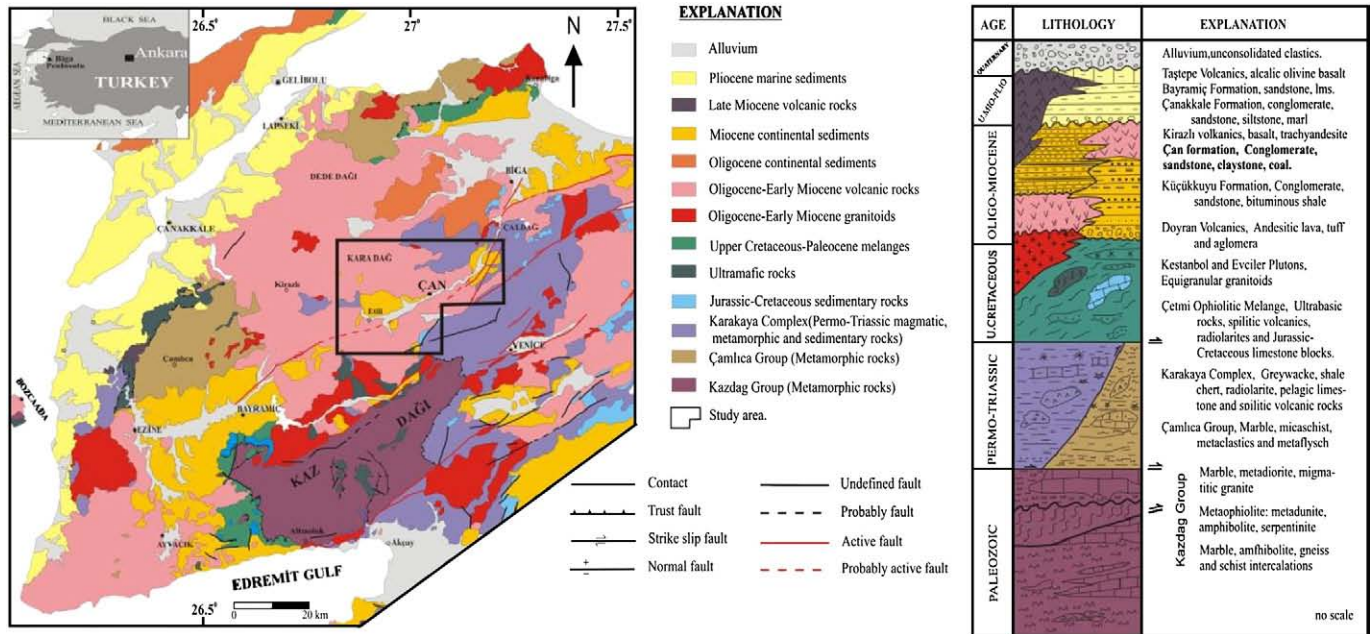 BLACK SEA
Ankara
Biga
Peninsula
TURKEY
AEGEAN SEA
MEDITERRANEAN SEA
26.5
27
27.5
N
GELİBOLU
LAPSEKİ
Karabiga
DEDE DAĞI
BİGA
ÇANAKKALE
ÇALDAĞ
KARA DAĞ
Kirazlı
ÇAN
Etili
YENİCE
Çamlıca
BOZCAADA
BAYRAMİÇ
EZİNE
KAZ
DAĞI
Altınoluk
AYVACIK
Akçay
EDREMİT GULF
26.5
0
20 km
EXPLANATION
Alluvium
Pliocene marine sediments
Late Miocene volcanic rocks
Miocene continental sediments
Oligocene continental sediments
Oligocene-Early Miocene volcanic rocks
Oligocene-Early Miocene granitoids
Upper Cretaceous-Paleocene melanges
Ultramafic rocks
Jurassic-Cretaceous sedimentary rocks
Karakaya Complex(Permo-Triassic magmatic,
metamorphic and sedimentary rocks)
Çamlıca Group (Metamorphic rocks)
Kazdag Group (Metamorphic rocks)
Study area.
Contact
Trust fault
Strike slip fault
Normal fault
Undefined fault
Probably fault
Active fault
Probably active fault
AGE
LITHOLOGY
EXPLANATION
QUATERNARY
Alluvium,unconsolidated clastics.
U.MIO-PLIO
Taştepe Volcanics, alcalic olivine basalt
Bayramiç Formation, sandstone, lms.
Çanakkale Formation, conglomerate,
sandstone, siltstone, marl
OLIGO-MIOCENE
Kirazlı volcanics, basalt, trachyandesite
Çan formation, Conglomerate,
sandstone, claystone, coal.
Küçükkuyu Formation, Conglomerate,
sandstone, bituminous shale
Doyran Volcanics, Andesitic lava, tuff
and aglomera
U.CRETACEOUS
Kestanbol and Evciler Plutons,
Equigranular granitoids
Çetmi Ophiolitic Melange, Ultrabasic
rocks, spilitic volcanics,
radiolarites and Jurassic-
Cretaceous limestone blocks.
PERMO-TRIASSIC
Karakaya Complex, Greywacke, shale
chert, radiolarite, pelagic limes-
tone and spilitic volcanic rocks
Çamlıca Group, Marble, micaschist,
metaclastics and metaflysch
PALEOZOIC
Kazdag Group
Marble, metadiorite, migma-
titic granite
Metaophiolite: metadunite,
amphibolite, serpentinite
Marble, amfhibolite, gneiss
and schist intercalations
no scale